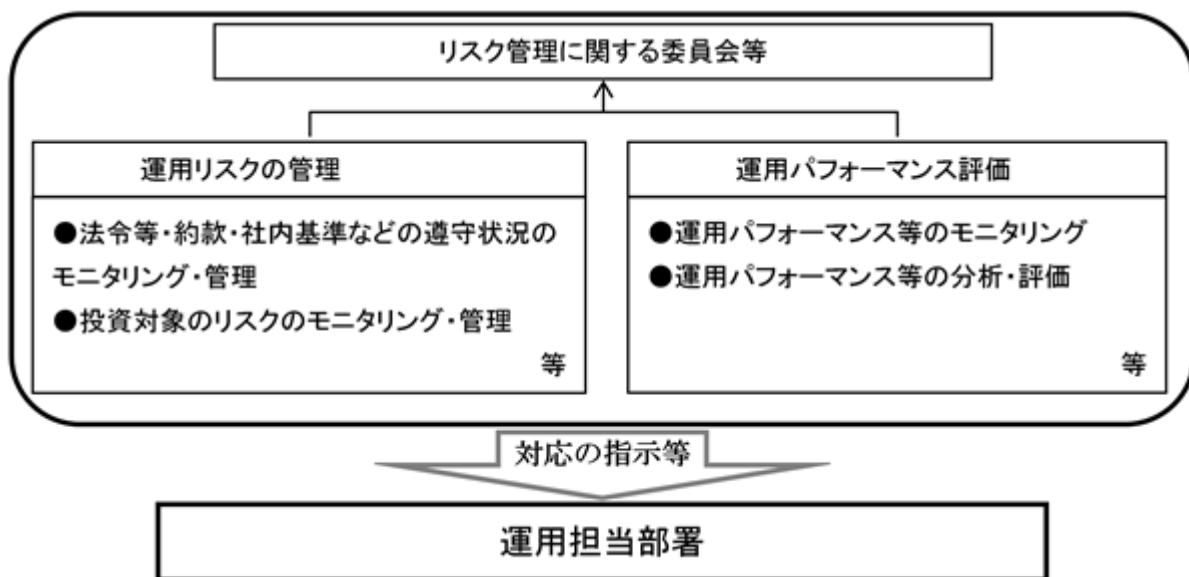 リスク管理に関する委員会等
運用リスクの管理
●法令等・約款・社内基準などの遵守状況の
モニタリング・管理
●投資対象のリスクのモニタリング・管理
等
運用パフォーマンス評価
●運用パフォーマンス等のモニタリング
●運用パフォーマンス等の分析・評価
等
対応の指示等
運用担当部署